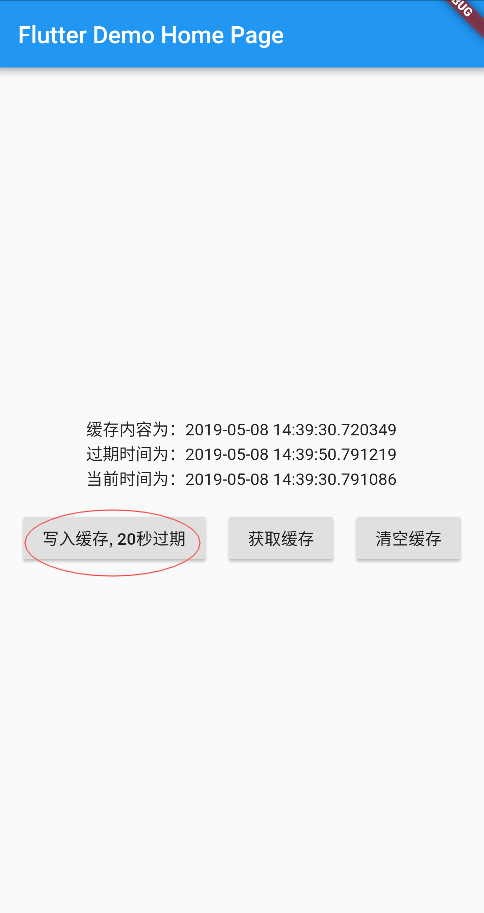 Flutter Demo Home Page
BUG
缓存内容为：2019-05-08 14:39:30.720349
过期时间为：2019-05-08 14:39:50.791219
当前时间为：2019-05-08 14:39:30.791086
写入缓存, 20秒过期
获取缓存
清空缓存